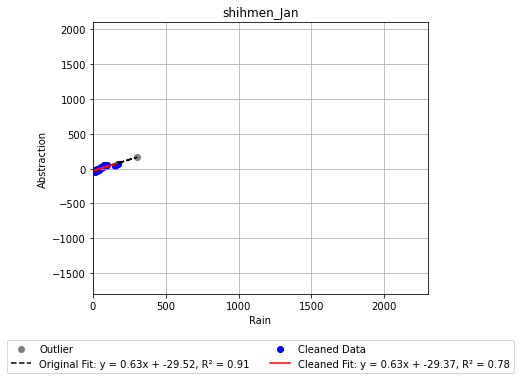 shihmen_Jan
2000
1500
1000
500
0
−500
−1000
−1500
Abstraction
0 500 1000 1500 2000
Rain
Outlier Cleaned Data
Original Fit: y = 0.63x + -29.52, R² = 0.91 Cleaned Fit: y = 0.63x + -29.37, R² = 0.78